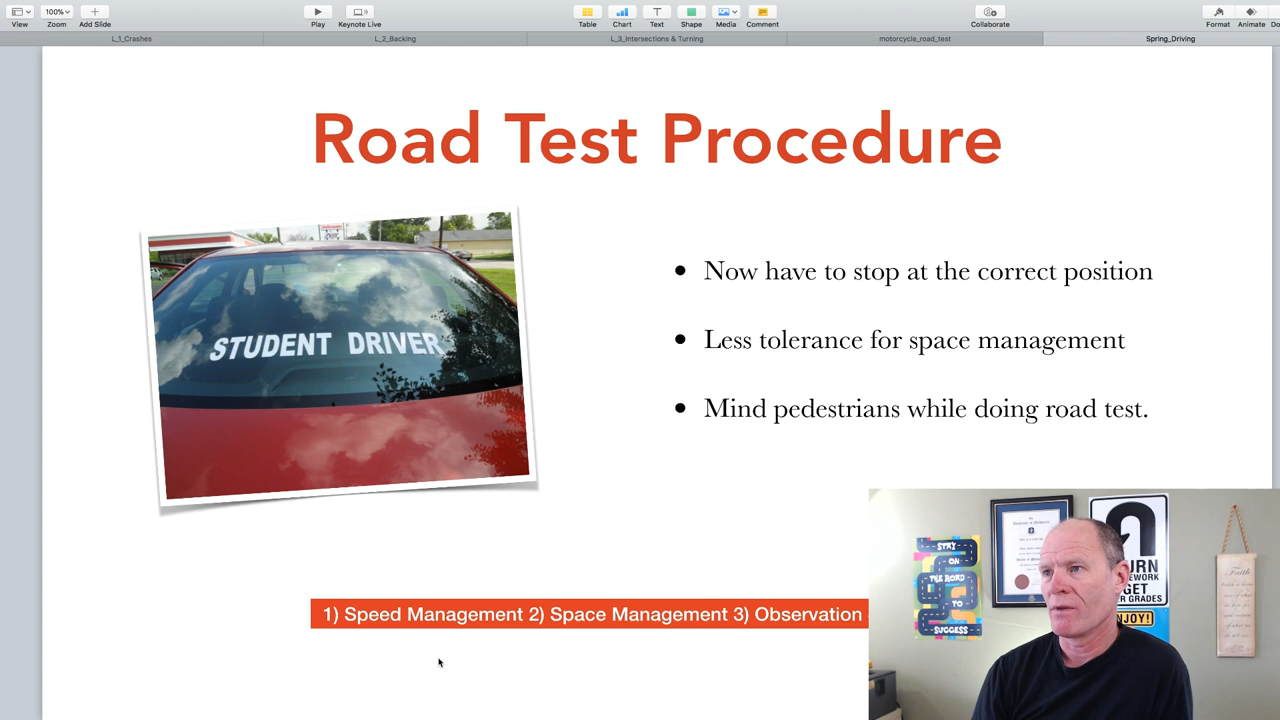 View
Zoom
Add Slide
100%
Play
Keynote Live
Table
Chart
Text
Shape
Media
Comment
Collaborate
Format
Animate
L_1_Crashes
L_2_Backing
L_3_Intersections & Turning
motorcycle_road_test
Spring_Driving
Road Test Procedure
STUDENT DRIVER
• Now have to stop at the correct position
• Less tolerance for space management
• Mind pedestrians while doing road test.
1) Speed Management 2) Space Management 3) Observation
STAY
ON
THE ROAD
TO
SUCCESS
Faith